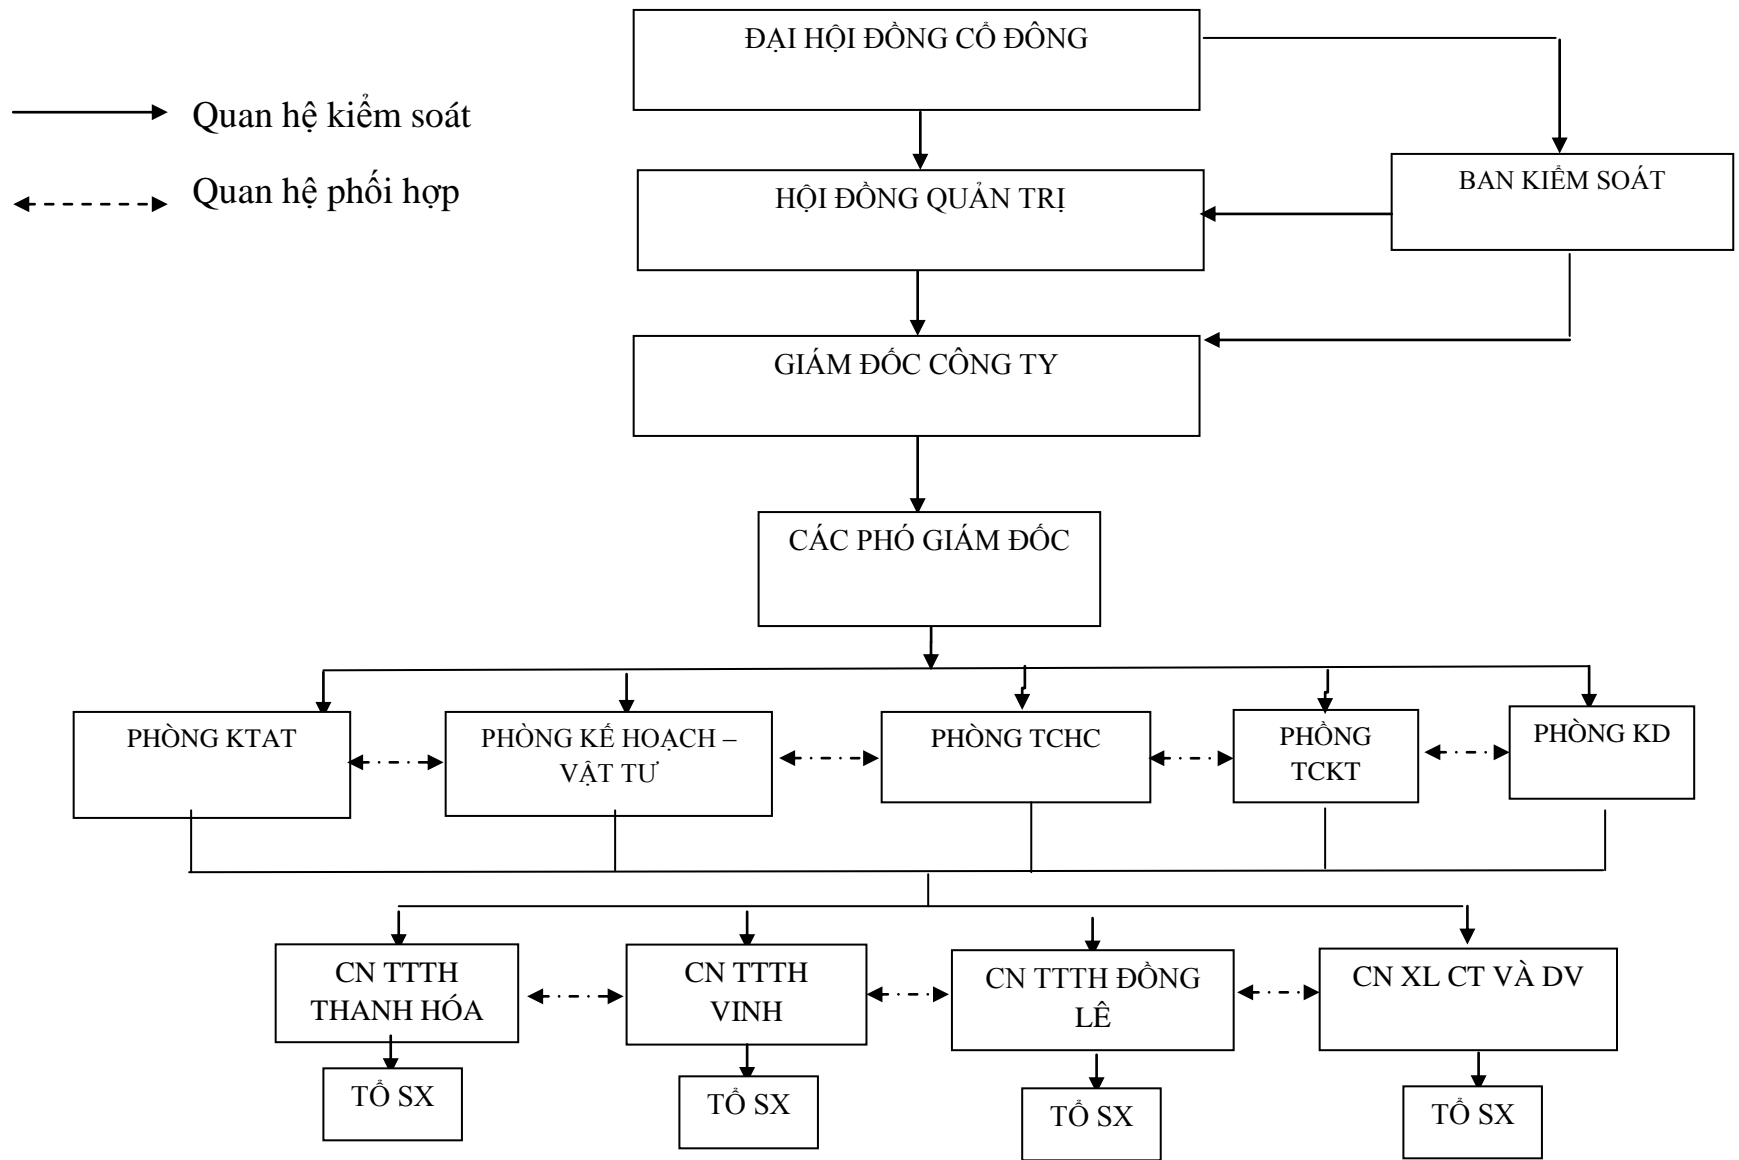 ĐẠI HỘI ĐỒNG CỔ ĐÔNG
Quan hệ kiểm soát
Quan hệ phối hợp
BAN KIỂM SOÁT
HỘI ĐỒNG QUẢN TRỊ
GIÁM ĐỐC CÔNG TY
CÁC PHÓ GIÁM ĐỐC
PHÒNG KTAT
PHÒNG KẾ HOẠCH –
VẬT TƯ
PHÒNG TCHC
PHỒNG
TCKT
PHÒNG KD
CN TTTH
THANH HÓA
CN TTTH
VINH
CN TTTH ĐỒNG
LÊ
CN XL CT VÀ DV
TỔ SX
TỔ SX
TỔ SX
TỔ SX